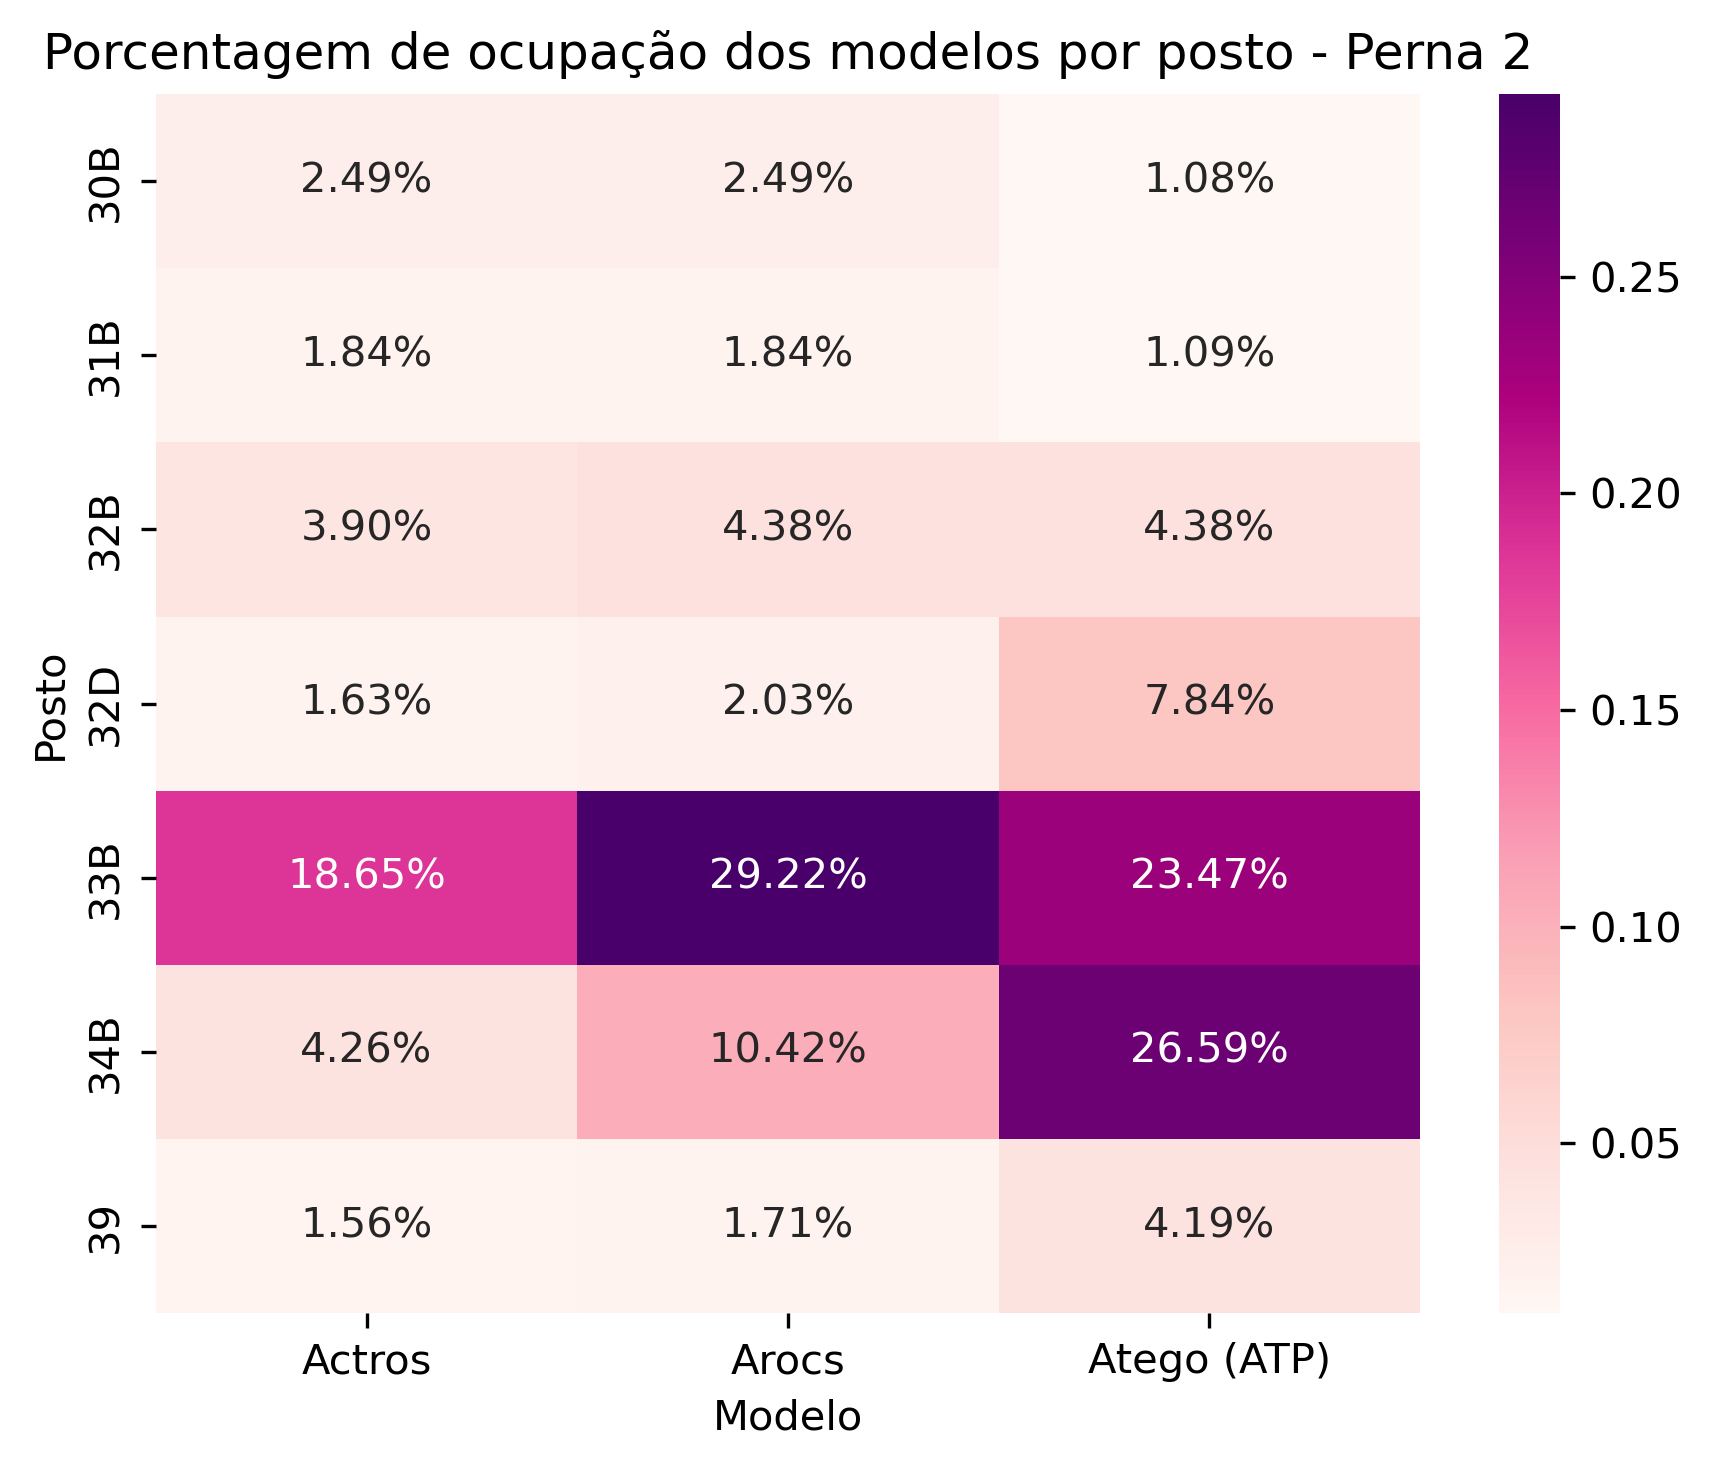 Porcentagem de ocupação dos modelos por posto - Perna 2
Posto
30B
2.49%
2.49%
1.08%
31B
1.84%
1.84%
1.09%
32B
3.90%
4.38%
4.38%
32D
1.63%
2.03%
7.84%
33B
18.65%
29.22%
23.47%
34B
4.26%
10.42%
26.59%
39
1.56%
1.71%
4.19%
Actros
Arocs
Atego (ATP)
Modelo
0.25
0.20
0.15
0.10
0.05